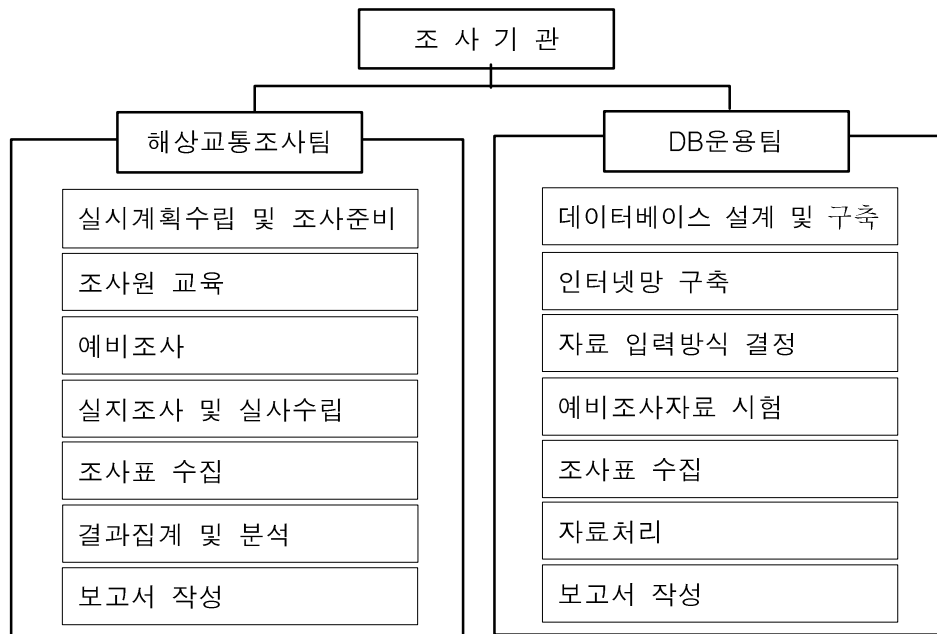 조 사 기 관
해상교통조사팀
실시계획수립 및 조사준비
조사원 교육
예비조사
실지조사 및 실사수립
조사표 수집
결과집계 및 분석
보고서 작성
DB운용팀
데이터베이스 설계 및 구축
인터넷망 구축
자료 입력방식 결정
예비조사자료 시험
조사표 수집
자료처리
보고서 작성